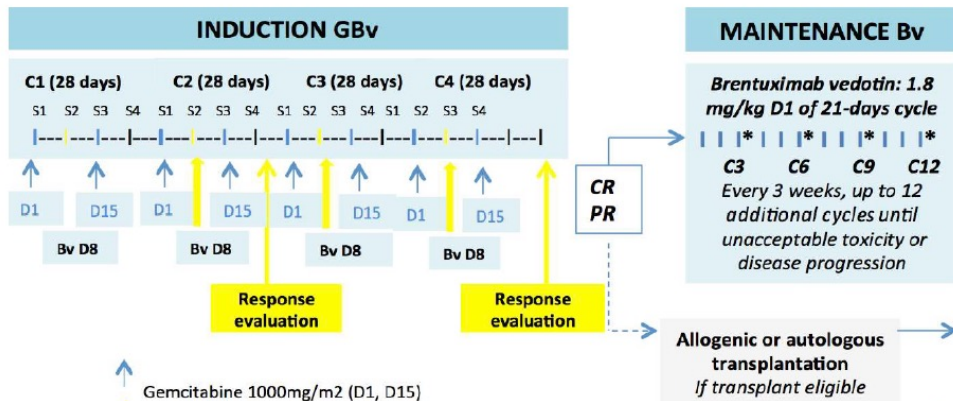 INDUCTION GBv
C1 (28 days) C2 (28 days) C3 (28 days) C4 (28 days)
S1 S2 S3 S4 S1 S2 S3 S4 S1 S2 S3 S4 S1 S2 S3 S4
D1 D15 D1 D15 D1 D15 D1 D15
Bv D8 Bv D8 Bv D8 Bv D8
Response
evaluation
Response
evaluation
Gemcitabine 1000mg/m2 (D1, D15)
CR
PR
MAINTENANCE Bv
Brentuximab vedotin: 1.8
mg/kg D1 of 21-days cycle
* * * *
C3 C6 C9 C12
Every 3 weeks, up to 12
additional cycles until
unacceptable toxicity or
disease progression
Allogenic or autologous
transplantation
If transplant eligible